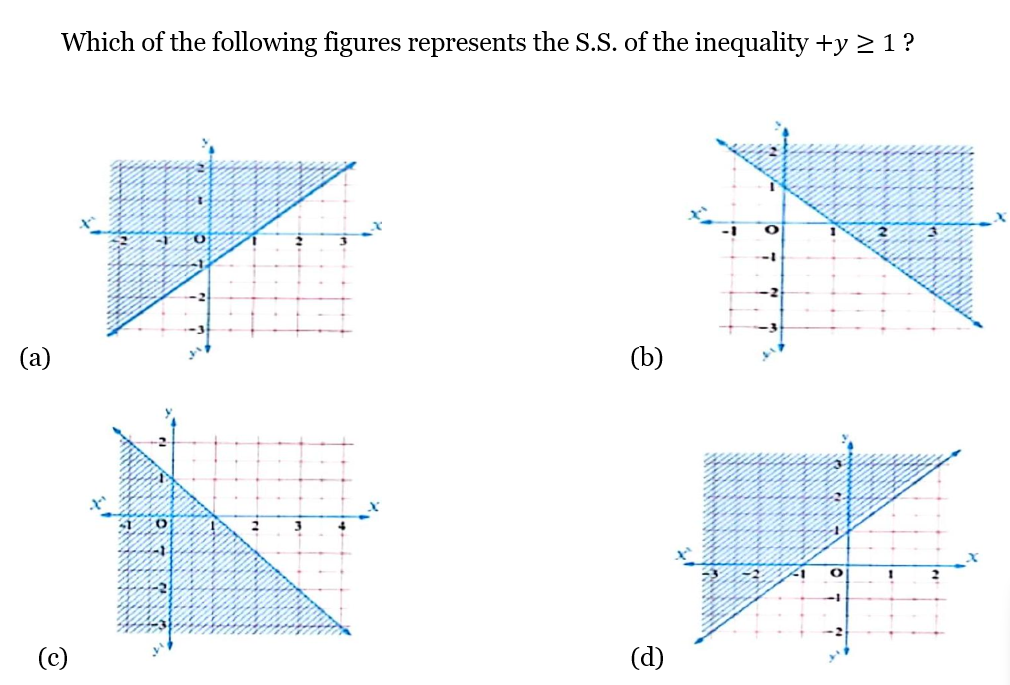 Which of the following figures represents the S.S. of the inequality +y ≥ 1 ?
y
2
1
x' -2 -1 O 1 2 3 x
-1
-2
-3
y'
(a)
y
2
1
x' -1 O 1 2 3 x
-1
-2
-3
y'
(b)
y
2
1
x' -1 O 1 2 3 4 x
-1
-2
-3
y'
(c)
y
3
2
1
x' -3 -2 -1 O 1 2 x
-1
-2
y'
(d)